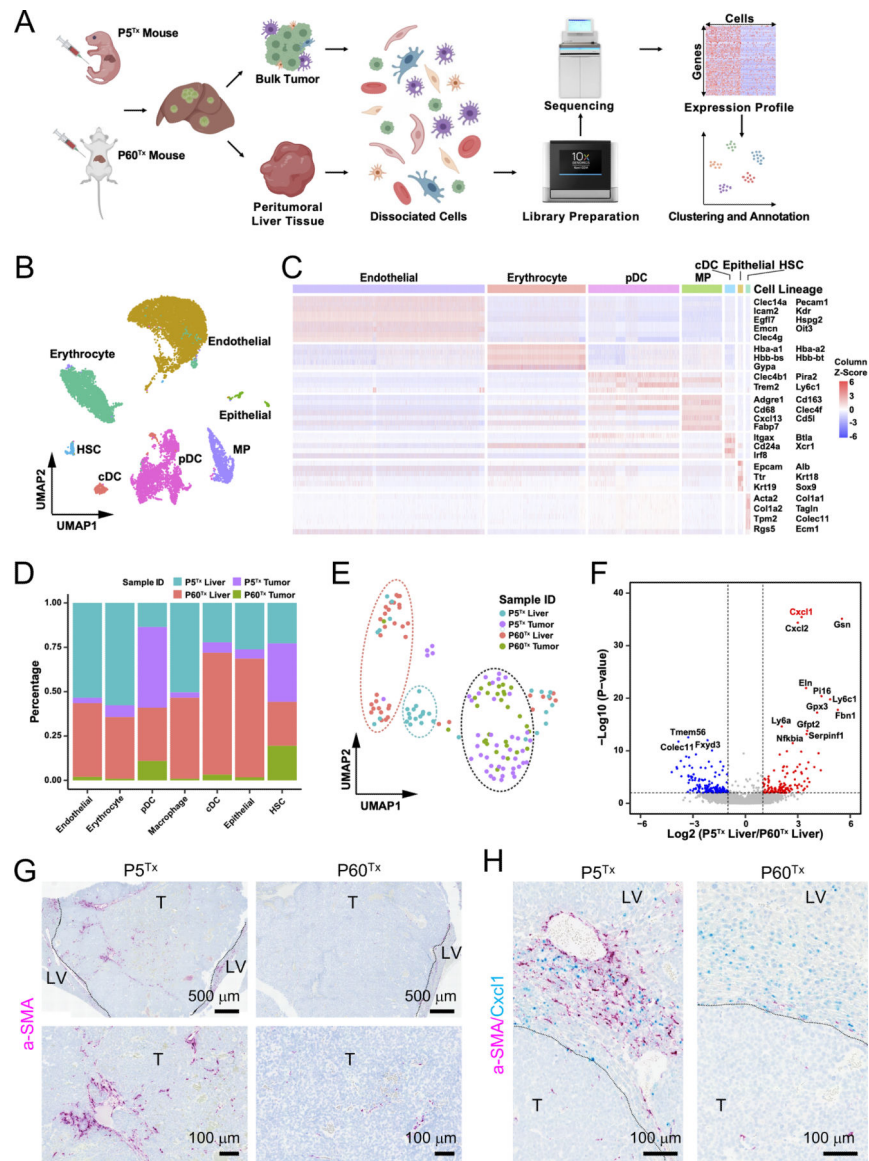 A
P5Tx Mouse
P60Tx Mouse
Bulk Tumor
Peritumoral
Liver Tissue
Dissociated Cells
Sequencing
10X
GENOMICS
Library Preparation
Cells
Genes
Expression Profile
Clustering and Annotation
B
Endothelial
Erythrocyte
Epithelial
HSC
pDC
MP
cDC
UMAP2
UMAP1
C
cDC Epithelial HSC
Endothelial Erythrocyte pDC MP
Cell Lineage
Clec14a Pecam1
Icam2 Kdr
Egfl7 Hspg2
Emcn Oit3
Clec4g
Hba-a1 Hba-a2
Hbb-bs Hbb-bt
Gypa
Clec4b1 Pira2
Trem2 Ly6c1
Adgre1 Cd163
Cd68 Clec4f
Cxcl13 Cd5l
Fabp7
Itgax Btla
Cd24a Xcr1
Irf8
Epcam Alb
Ttr Krt18
Krt19 Sox9
Acta2 Col1a1
Col1a2 Tagln
Tpm2 Colec11
Rgs5 Ecm1
Column
Z-Score
6
3
0
-3
-6
D
Sample ID
P5Tx Liver P5Tx Tumor
P60Tx Liver P60Tx Tumor
Percentage
1.00
0.75
0.50
0.25
0.00
Endothelial
Erythrocyte
pDC
Macrophage
cDC
Epithelial
HSC
E
Sample ID
P5Tx Liver
P5Tx Tumor
P60Tx Liver
P60Tx Tumor
UMAP2
UMAP1
F
−Log10 (P-value)
40
30
20
10
0
Cxcl1
Cxcl2
Gsn
Eln
Pi16
Gpx3
Ly6c1
Fbn1
Ly6a
Gfpt2
Serpinf1
Nfkbia
Tmem56
Colec11
Fxyd3
−6 −3 0 3 6
Log2 (P5Tx Liver/P60Tx Liver)
G
P5Tx P60Tx
a-SMA
T
LV
LV
500 µm
T
LV
500 µm
T
100 µm
T
100 µm
H
P5Tx P60Tx
a-SMA/Cxcl1
LV
T
100 µm
LV
T
100 µm